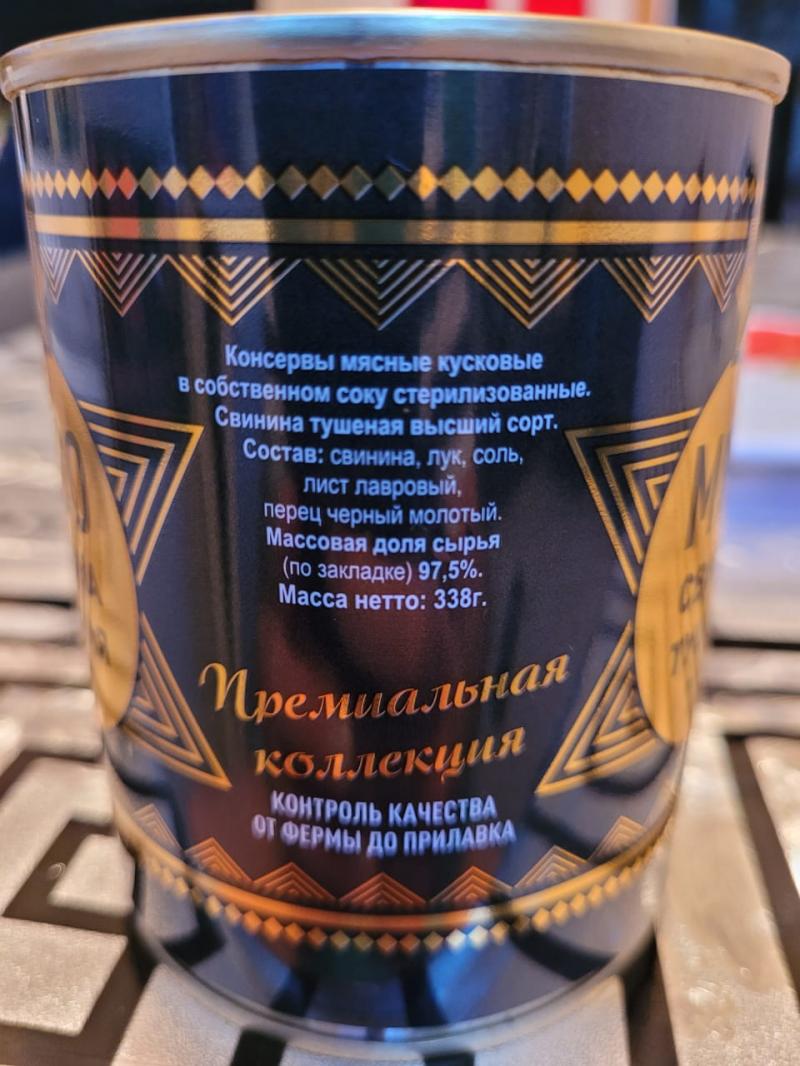 Консервы мясные кусковые
в собственном соку стерилизованные.
Свинина тушеная высший сорт.
Состав: свинина, лук, соль,
лист лавровый,
перец черный молотый.
Массовая доля сырья
(по закладке) 97,5%.
Масса нетто: 338г.
Премиальная
коллекция
КОНТРОЛЬ КАЧЕСТВА
ОТ ФЕРМЫ ДО ПРИЛАВКА